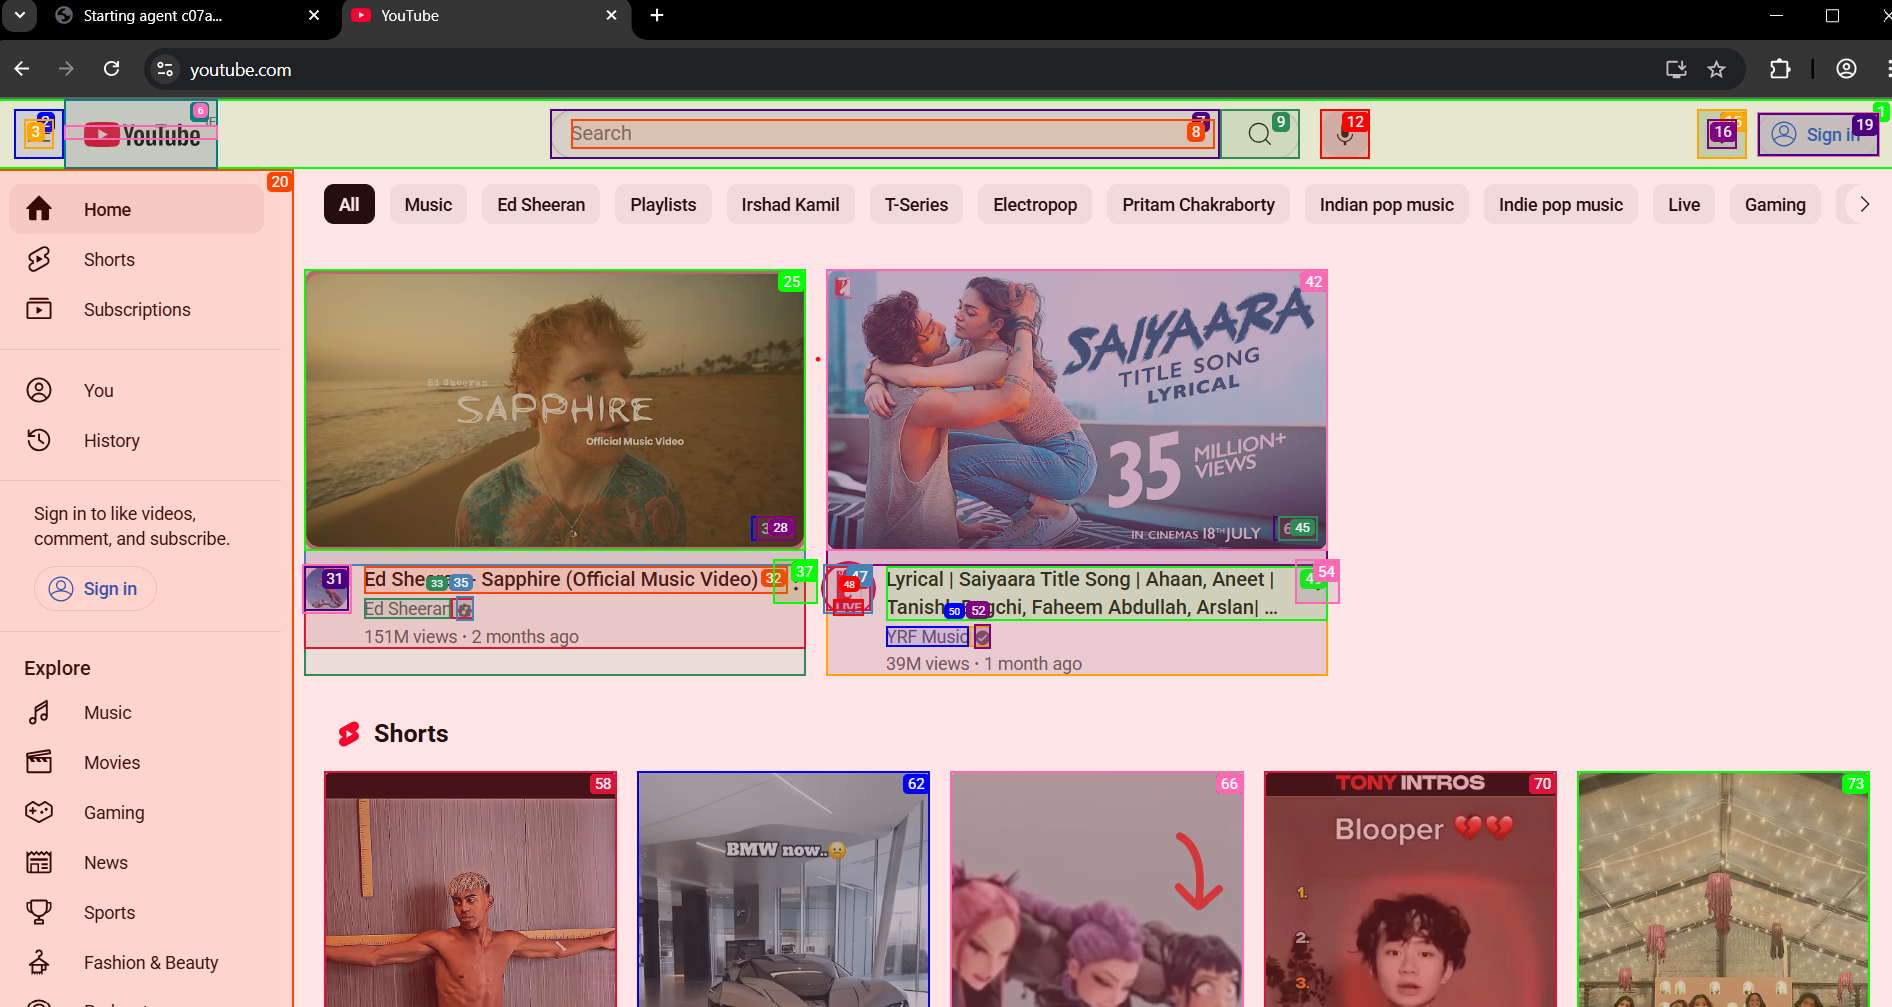 Starting agent c07a...
YouTube
youtube.com
YouTube
Search
Sign in
Home
Shorts
Subscriptions
You
History
Sign in to like videos,
comment, and subscribe.
Sign in
Explore
Music
Movies
Gaming
News
Sports
Fashion & Beauty
All
Music
Ed Sheeran
Playlists
Irshad Kamil
T-Series
Electropop
Pritam Chakraborty
Indian pop music
Indie pop music
Live
Gaming
Ed Sheeran
SAPPHIRE
Official Music Video
SAIYAARA
TITLE SONG
LYRICAL
35 MILLION+
VIEWS
IN CINEMAS 18TH JULY
- Sapphire (Official Music Video)
Ed Sheeran
151M views • 2 months ago
LIVE
Lyrical | Saiyaara Title Song | Ahaan, Aneet |
Faheem Abdullah, Arslan| ...
YRF Music
39M views • 1 month ago
Shorts
BMW now..☹️
TONY INTROS
Blooper 💔💔
1.
2.
3.
1
3
6
8
9
12
16
19
20
25
28
31
32
33
35
37
42
45
47
48
50
52
54
58
62
66
70
73